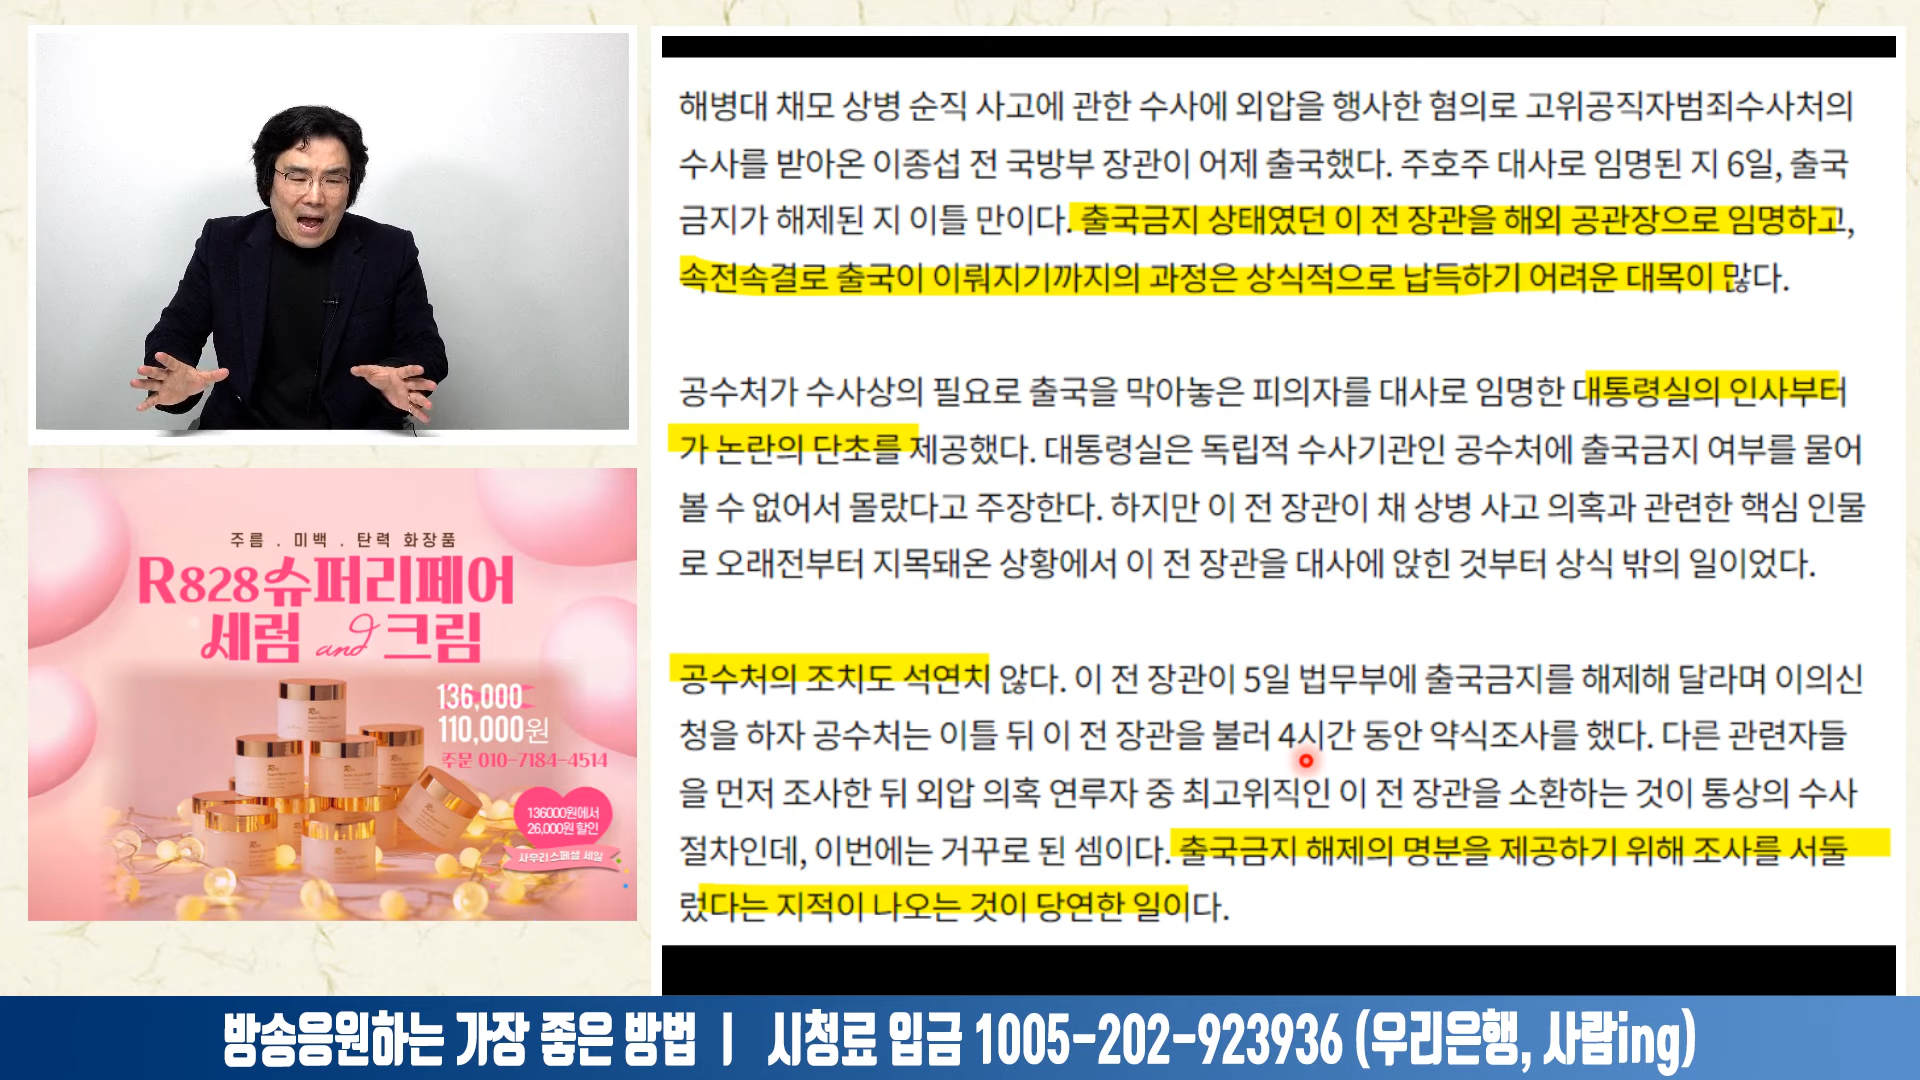 해병대 채모 상병 순직 사고에 관한 수사에 외압을 행사한 혐의로 고위공직자범죄수사처의
수사를 받아온 이종섭 전 국방부 장관이 어제 출국했다. 주호주 대사로 임명된 지 6일, 출국
금지가 해제된 지 이틀 만이다. 출국금지 상태였던 이 전 장관을 해외 공관장으로 임명하고,
속전속결로 출국이 이뤄지기까지의 과정은 상식적으로 납득하기 어려운 대목이 많다.
공수처가 수사상의 필요로 출국을 막아놓은 피의자를 대사로 임명한 대통령실의 인사부터
가 논란의 단초를 제공했다. 대통령실은 독립적 수사기관인 공수처에 출국금지 여부를 물어
볼 수 없어서 몰랐다고 주장한다. 하지만 이 전 장관이 채 상병 사고 의혹과 관련한 핵심 인물
로 오래전부터 지목돼온 상황에서 이 전 장관을 대사에 앉힌 것부터 상식 밖의 일이었다.
공수처의 조치도 석연치 않다. 이 전 장관이 5일 법무부에 출국금지를 해제해 달라며 이의신
청을 하자 공수처는 이틀 뒤 이 전 장관을 불러 4시간 동안 약식조사를 했다. 다른 관련자들
을 먼저 조사한 뒤 외압 의혹 연루자 중 최고위직인 이 전 장관을 소환하는 것이 통상의 수사
절차인데, 이번에는 거꾸로 된 셈이다. 출국금지 해제의 명분을 제공하기 위해 조사를 서둘
렀다는 지적이 나오는 것이 당연한 일이다.
주름 . 미백 . 탄력 화장품
R828슈퍼리페어
세럼 and 크림
136,000
110,000원
주문 010-7184-4514
136000원에서
26,000원 할인
사무리스페셜 세일
방송응원하는 가장 좋은 방법 | 시청료 입금 1005-202-923936 (우리은행, 사람ing)